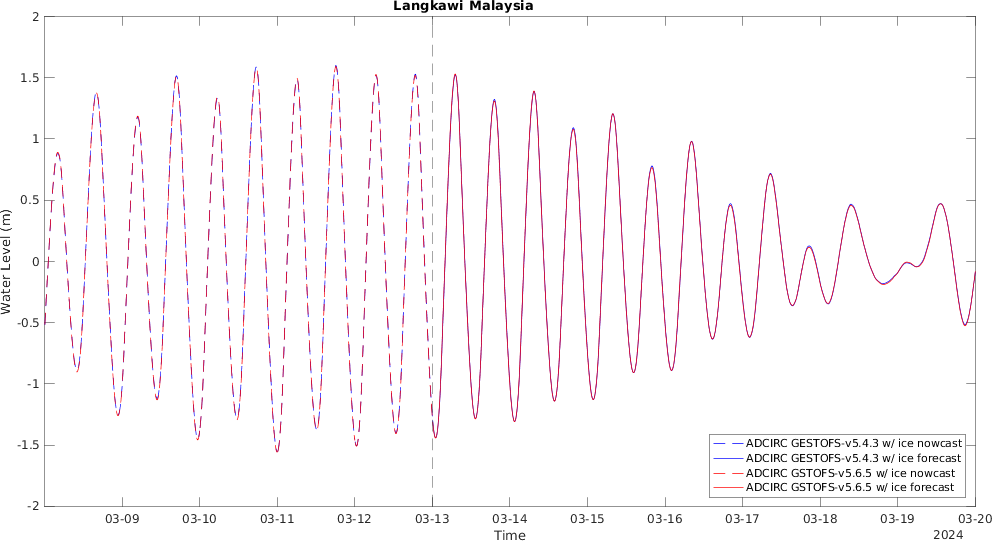 Langkawi Malaysia
2
1.5
1
0.5
0
-0.5
-1
-1.5
-2
Water Level (m)
ADCIRC GESTOFS-v5.4.3 w/ ice nowcast
ADCIRC GESTOFS-v5.4.3 w/ ice forecast
ADCIRC GSTOFS-v5.6.5 w/ ice nowcast
ADCIRC GSTOFS-v5.6.5 w/ ice forecast
03-09 03-10 03-11 03-12 03-13 03-14 03-15 03-16 03-17 03-18 03-19 03-20
Time
2024